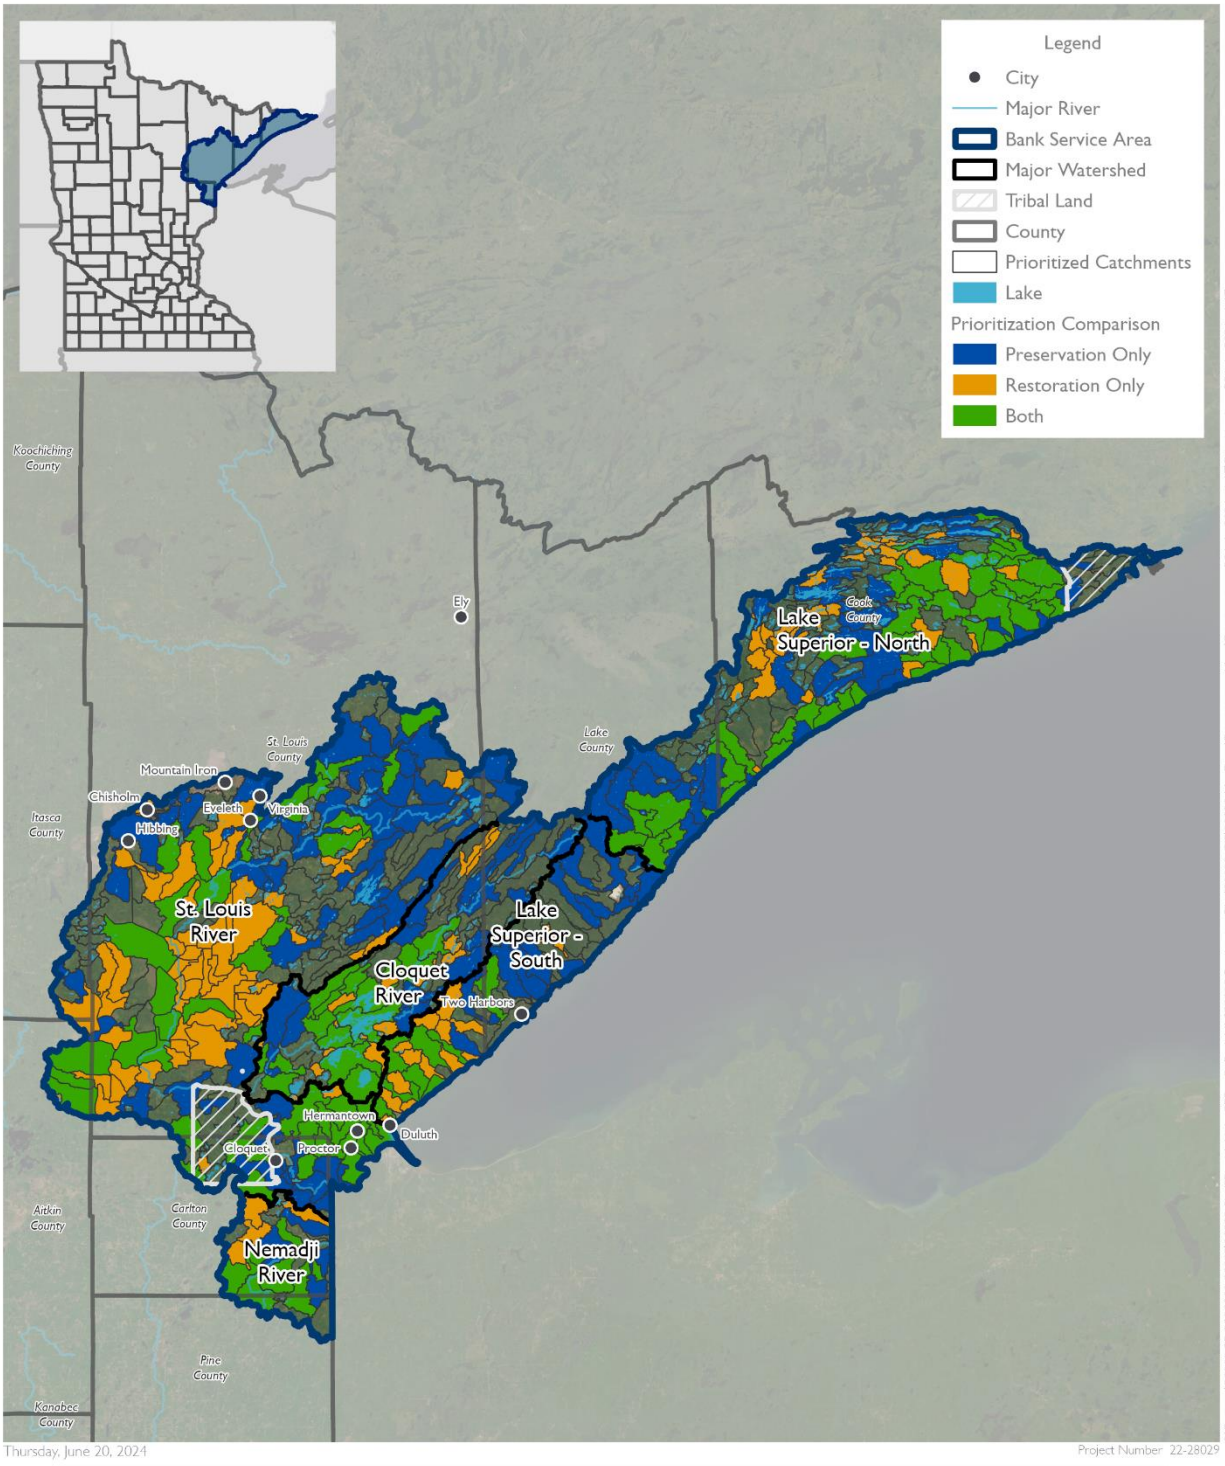 Legend
City
Major River
Bank Service Area
Major Watershed
Tribal Land
County
Prioritized Catchments
Lake
Prioritization Comparison
Preservation Only
Restoration Only
Both
Koochiching
County
Ely
Cook
County
Lake
Superior - North
St. Louis
County
Lake
County
Mountain Iron
Chisholm
Eveleth
Virginia
Hibbing
Itasca
County
St. Louis
River
Lake
Superior -
South
Cloquet
River
Two Harbors
Hermantown
Duluth
Cloquet
Proctor
Aitkin
County
Carlton
County
Nemadji
River
Pine
County
Kanabec
County
Thursday, June 20, 2024
Project Number 22-28029